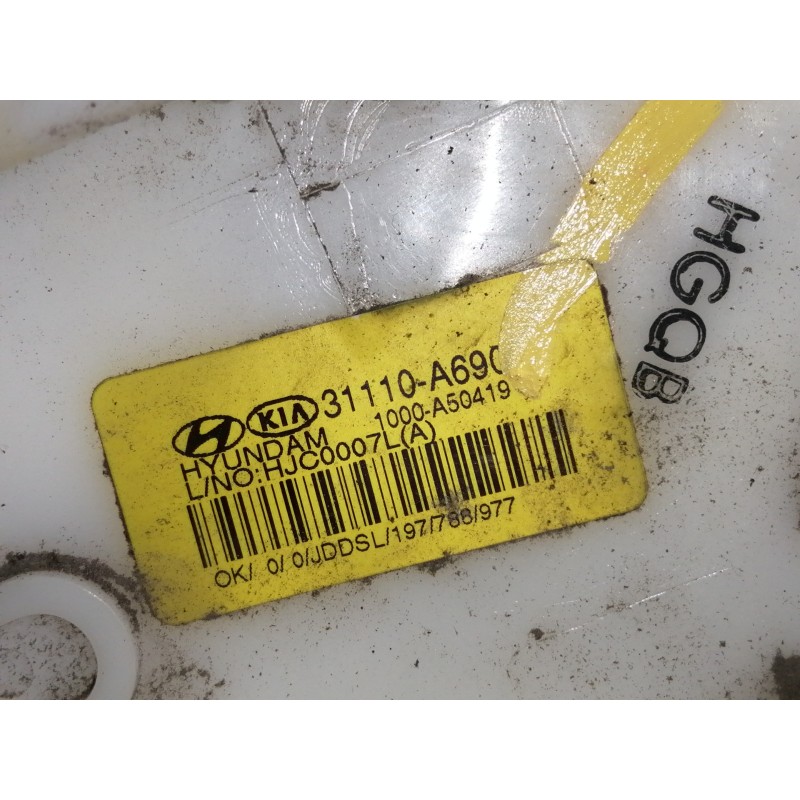 KIA 31110-A690
HYUNDAM 1000-A50419
L/NO:HJC0007L(A)
OK/ 0/ 0/JDDSL/197/788/977
HGQB